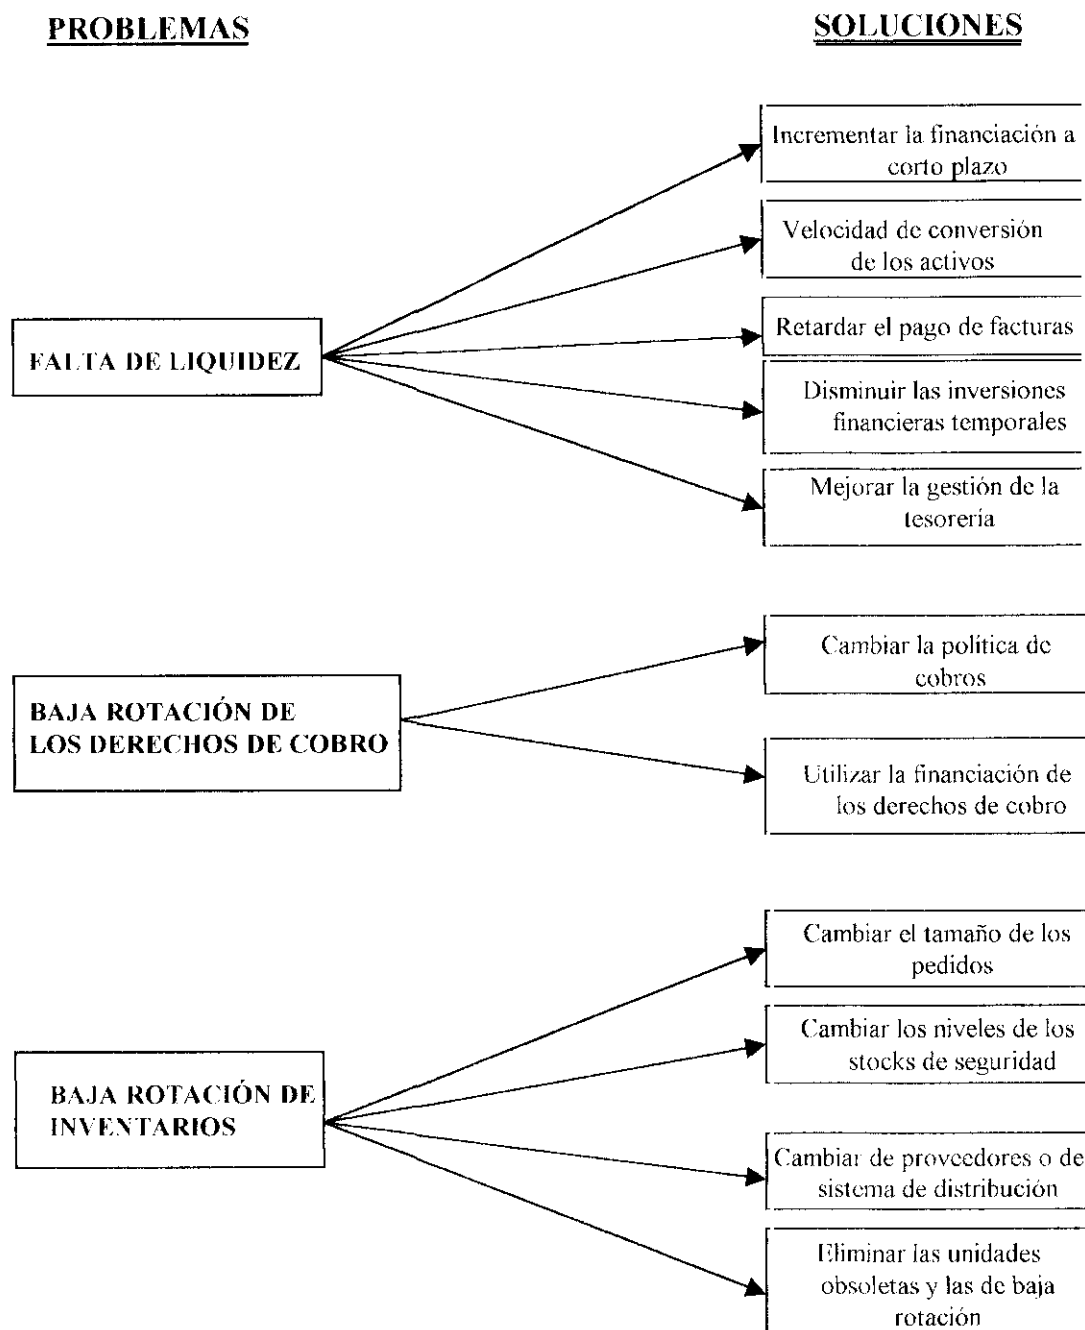 PROBLEMAS
SOLUCIONES
Incrementar la financiación a
corto plazo
Velocidad de conversión
de los activos
Retardar el pago de facturas
FALTA DE LIQUIDEZ
Disminuir las inversiones
financieras temporales
Mejorar la gestión de la
tesorería
Cambiar la política de
cobros
BAJA ROTACIÓN DE
LOS DERECHOS DE COBRO
Utilizar la financiación de
los derechos de cobro
Cambiar el tamaño de los
pedidos
Cambiar los niveles de los
stocks de seguridad
BAJA ROTACIÓN DE
INVENTARIOS
Cambiar de proveedores o de
sistema de distribución
Eliminar las unidades
obsoletas y las de baja
rotación